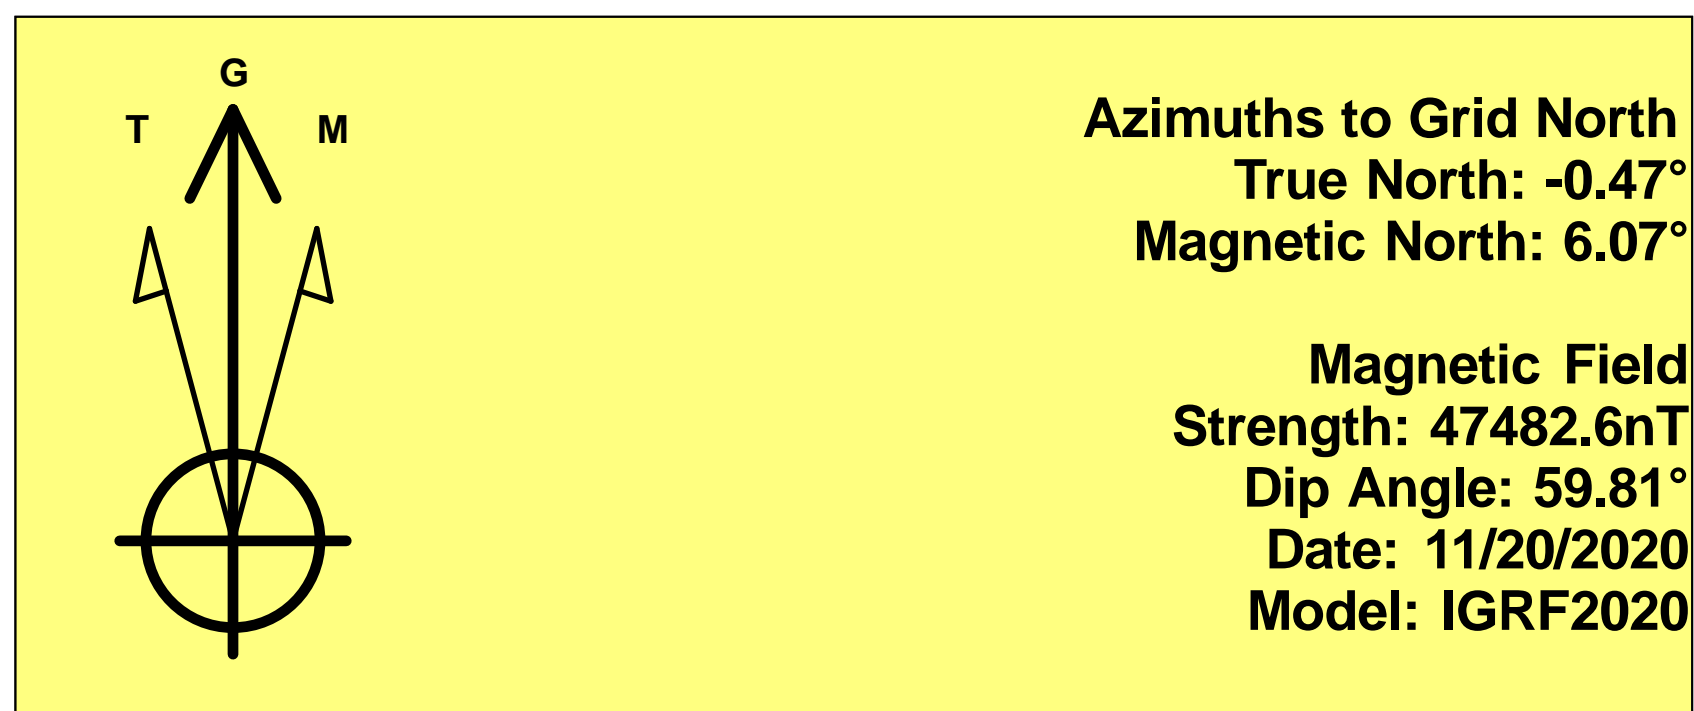 G
T
M
Azimuths to Grid North
True North: -0.47°
Magnetic North: 6.07°
Magnetic Field
Strength: 47482.6nT
Dip Angle: 59.81°
Date: 11/20/2020
Model: IGRF2020